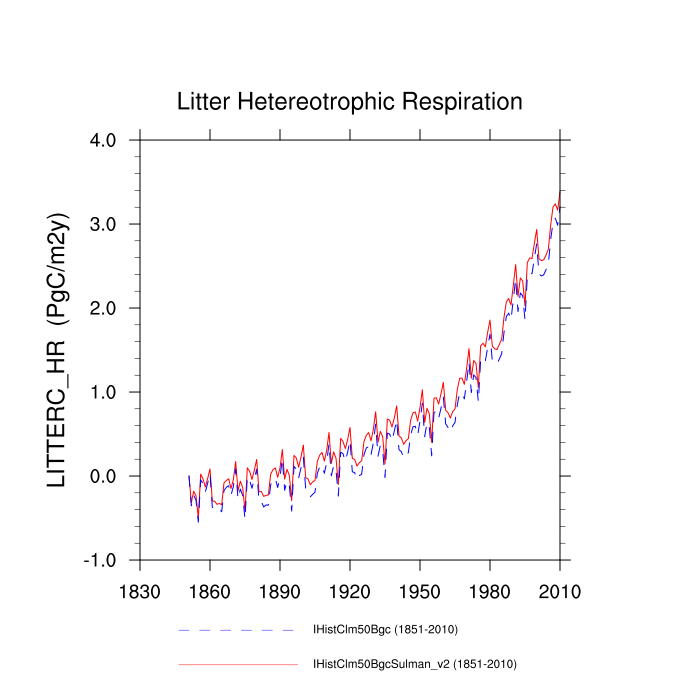 Litter Hetereotrophic Respiration
LITTERC_HR (PgC/m2y)
4.0
3.0
2.0
1.0
0.0
-1.0
1830 1860 1890 1920 1950 1980 2010
IHistClm50Bgc (1851-2010)
IHistClm50BgcSulman_v2 (1851-2010)